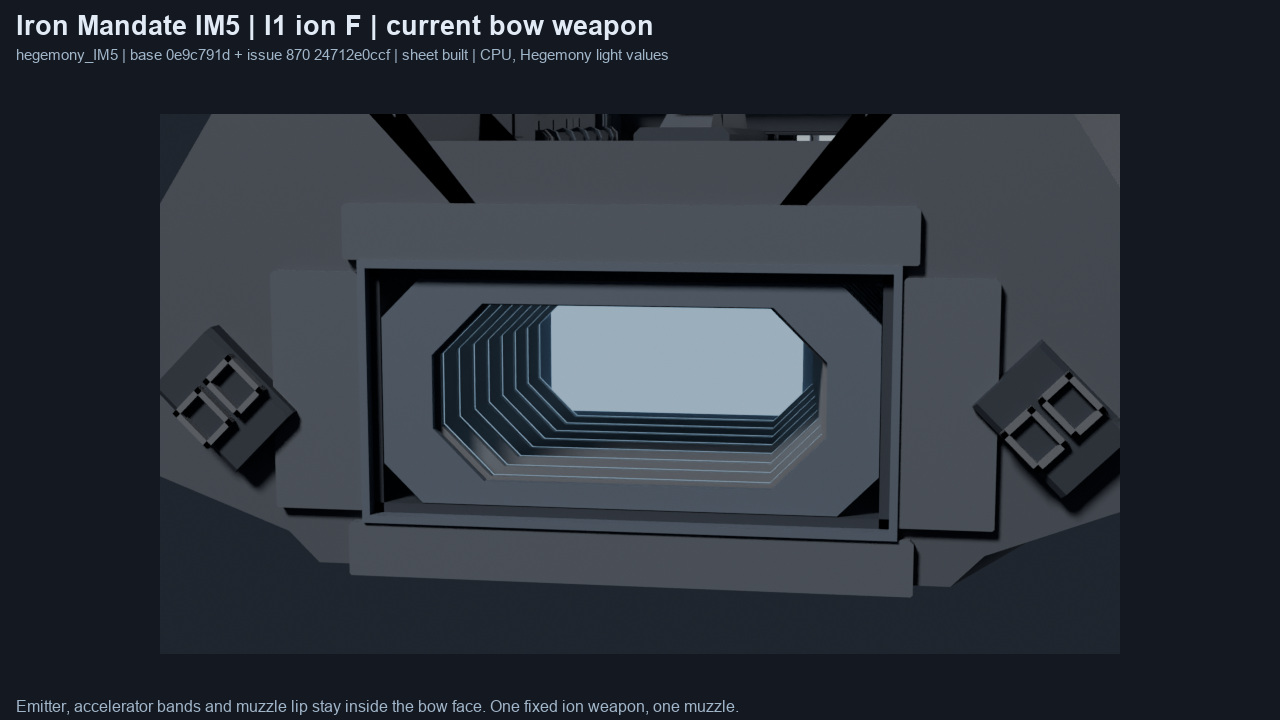 Iron Mandate IM5 | I1 ion F | current bow weapon
hegemony_IM5 | base 0e9c791d + issue 870 24712e0ccf | sheet built | CPU, Hegemony light values
Emitter, accelerator bands and muzzle lip stay inside the bow face. One fixed ion weapon, one muzzle.